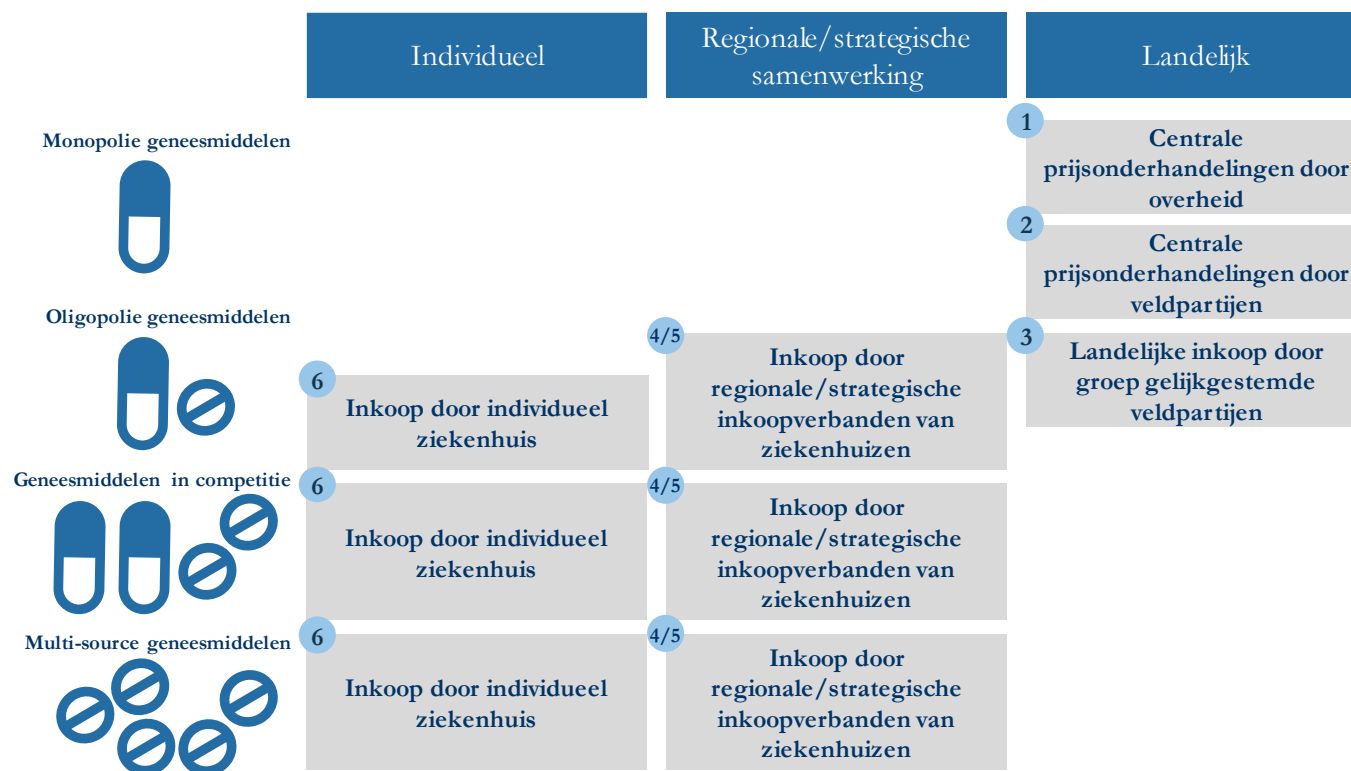 Individueel
Regionale/strategische
samenwerking
Landelijk
Monopolie geneesmiddelen
1
Centrale
prijsonderhandelingen door
overheid
2
Centrale
prijsonderhandelingen door
veldpartijen
Oligopolie geneesmiddelen
6
Inkoop door individueel
ziekenhuis
4/5
Inkoop door
regionale/strategische
inkoopverbanden van
ziekenhuizen
3
Landelijke inkoop door
groep gelijkgestemde
veldpartijen
Geneesmiddelen in competitie
6
Inkoop door individueel
ziekenhuis
4/5
Inkoop door
regionale/strategische
inkoopverbanden van
ziekenhuizen
Multi-source geneesmiddelen
6
Inkoop door individueel
ziekenhuis
4/5
Inkoop door
regionale/strategische
inkoopverbanden van
ziekenhuizen